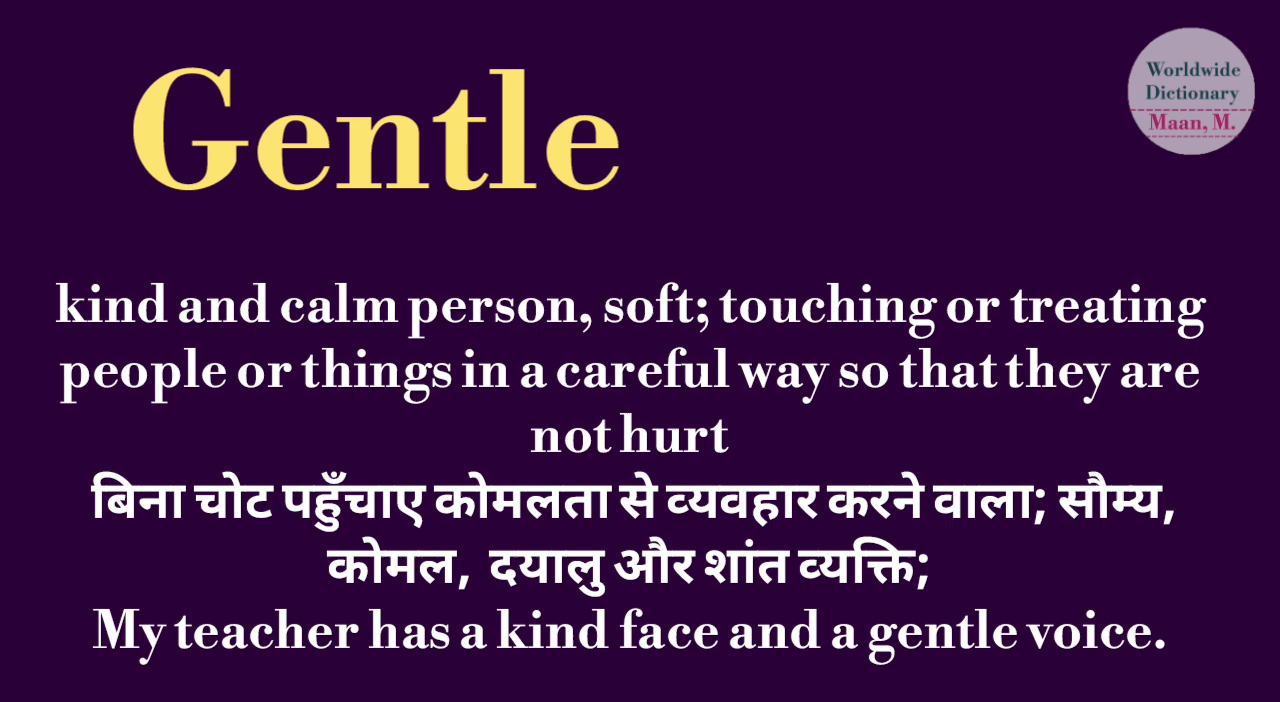 Gentle
Worldwide
Dictionary
Maan, M.
kind and calm person, soft; touching or treating
people or things in a careful way so that they are
not hurt
बिना चोट पहुँचाए कोमलता से व्यवहार करने वाला; सौम्य,
कोमल, दयालु और शांत व्यक्ति;
My teacher has a kind face and a gentle voice.